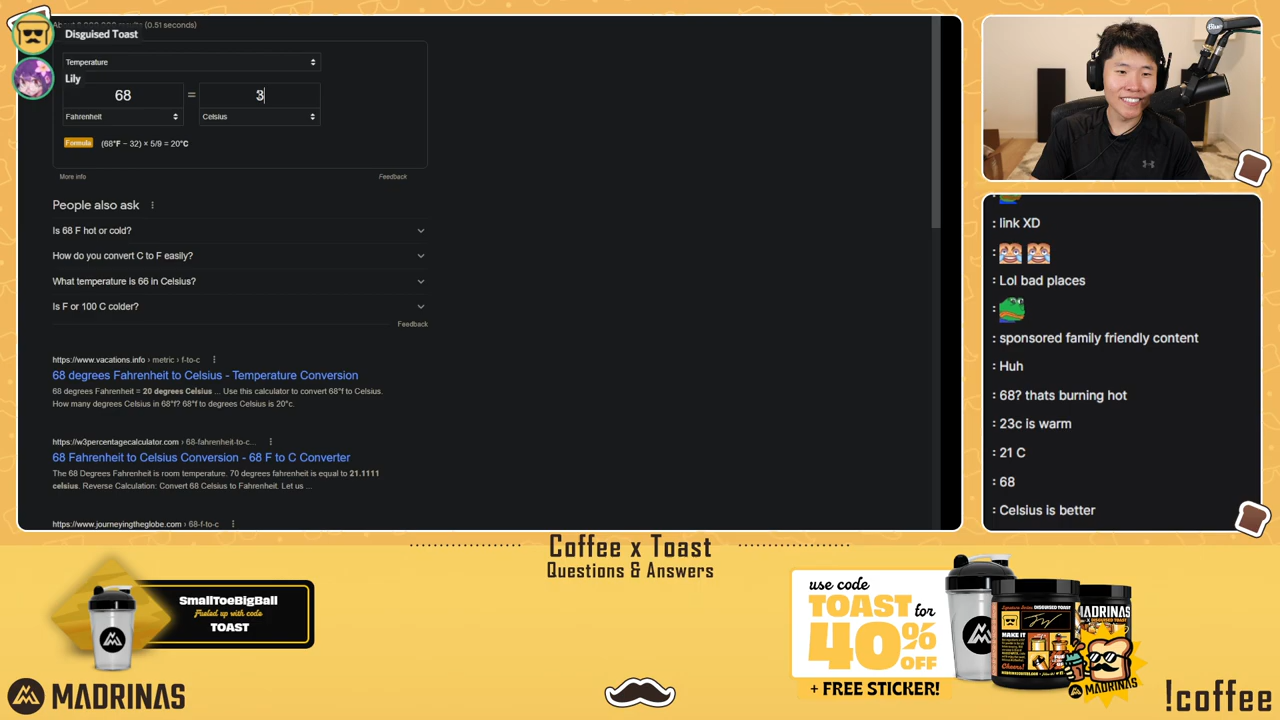 Disguised Toast
Temperature
Lily
68 = 3
Fahrenheit
Celsius
Formula (68°F − 32) × 5/9 = 20°C
More info
Feedback
People also ask
Is 68 F hot or cold?
How do you convert C to F easily?
What temperature is 66 in Celsius?
Is F or 100 C colder?
Feedback
https://www.vacations.info › metric › f-to-c
68 degrees Fahrenheit to Celsius - Temperature Conversion
68 degrees Fahrenheit = 20 degrees Celsius ... Use this calculator to convert 68°f to Celsius.
How many degrees Celsius in 68°f? 68°f to degrees Celsius is 20°c.
https://w3percentagecalculator.com › 68-fahrenheit-to-c...
68 Fahrenheit to Celsius Conversion - 68 F to C Converter
The 68 Degrees Fahrenheit is room temperature. 70 degrees fahrenheit is equal to 21.1111
celsius. Reverse Calculation: Convert 68 Celsius to Fahrenheit. Let us ...
https://www.journeyingtheglobe.com › 68-f-to-c
Blue
: link XD
:
: Lol bad places
:
: sponsored family friendly content
: Huh
: 68? thats burning hot
: 23c is warm
: 21 C
: 68
: Celsius is better
Coffee x Toast
Questions & Answers
SmallToeBigBall
Fueled up with code
TOAST
use code
TOAST for
40% OFF
+ FREE STICKER!
DISGUISED TOAST
MAKE IT
MADRINAS
MADRINAS
MADRINAS
!coffee